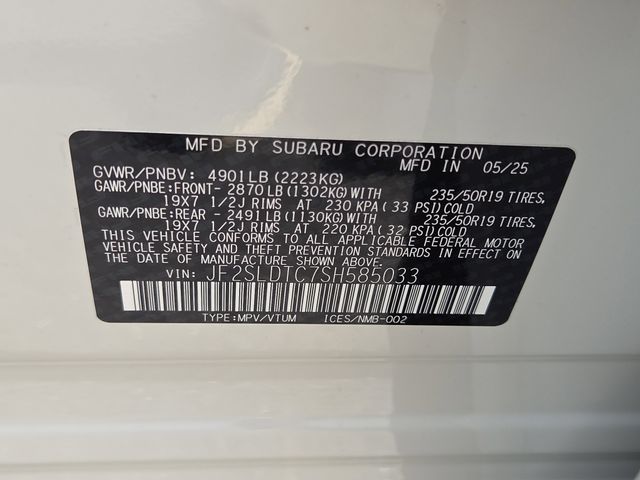 MFD BY SUBARU CORPORATION
MFD IN 05/25
GVWR/PNBV: 4901LB(2223KG)
GAWR/PNBE:FRONT- 2870LB(1302KG)WITH 235/50R19 TIRES,
19X7 1/2J RIMS AT 230 KPA( 33 PSI)COLD
GAWR/PNBE:REAR - 2491LB(1130KG)WITH 235/50R19 TIRES,
19X7 1/2J RIMS AT 220 KPA( 32 PSI)COLD
THIS VEHICLE CONFORMS TO ALL APPLICABLE FEDERAL MOTOR
VEHICLE SAFETY AND THEFT PREVENTION STANDARDS IN EFFECT ON
THE DATE OF MANUFACTURE SHOWN ABOVE.
VIN: JF2SLDTC7SH585033
TYPE:MPV/VTUM ICES/NMB-002